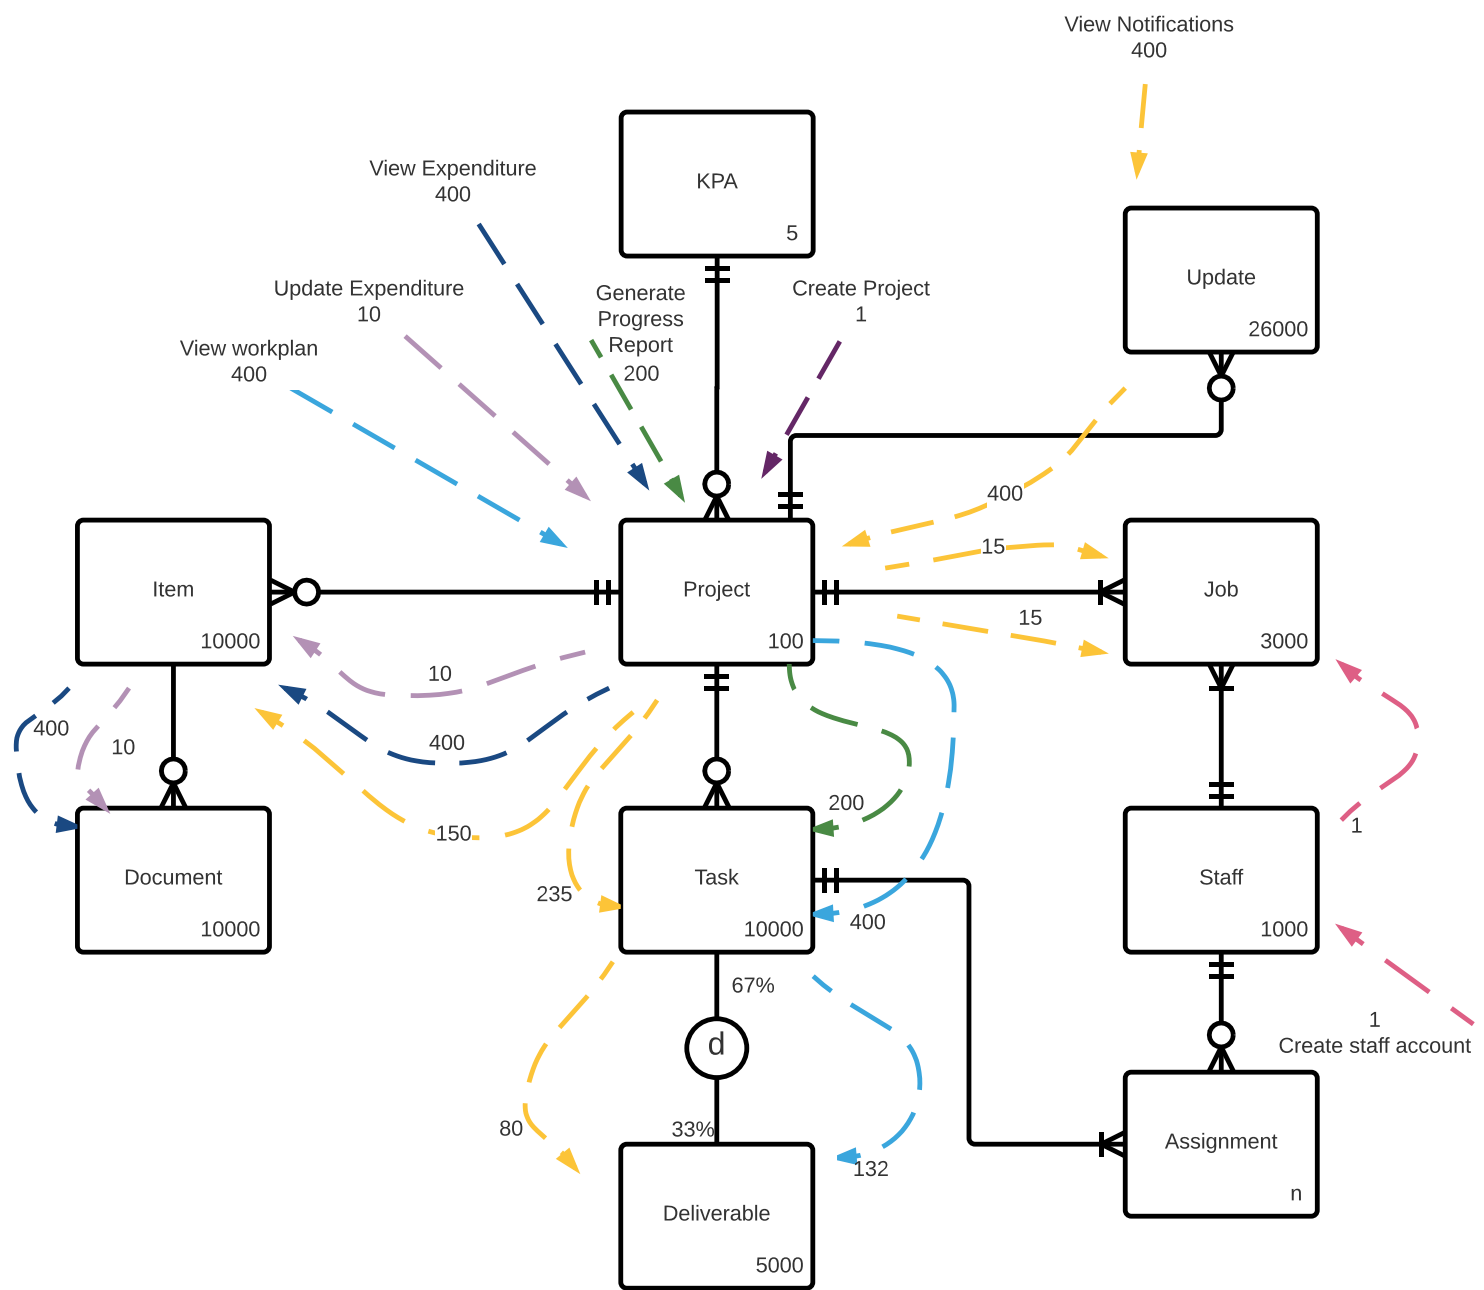 View Notifications
400
View Expenditure
400
KPA
5
Update Expenditure
10
Generate
Progress
Report
200
Create Project
1
Update
26000
View workplan
400
400
15
Item
10000
Project
100
Job
3000
15
10
400
10
400
150
200
1
Document
10000
235
Task
10000
400
Staff
1000
67%
d
1
Create staff account
80
33%
132
Assignment
n
Deliverable
5000